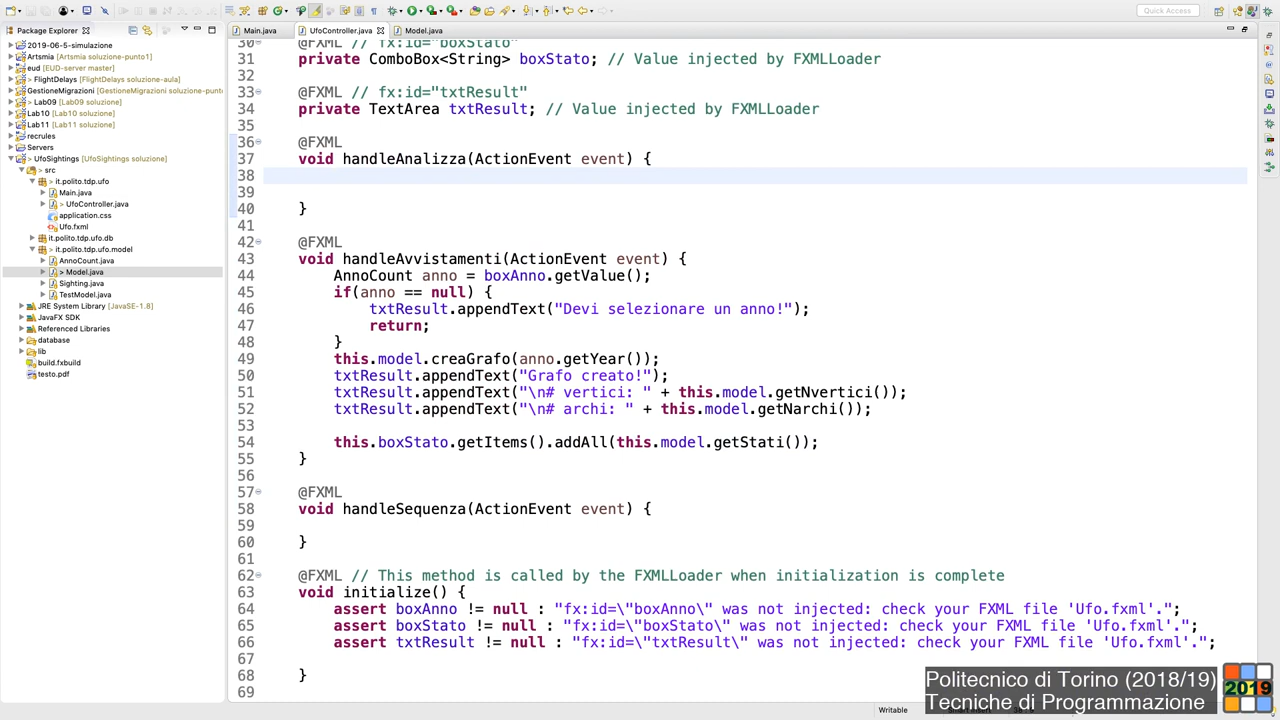 Quick Access
Package Explorer
Main.java
UfoController.java
Model.java
2019-06-5-simulazione
Artsmia [Artsmia soluzione-punto1]
eud [EUD-server master]
> FlightDelays [FlightDelays soluzione-aula]
GestioneMigrazioni [GestioneMigrazioni soluzione-punt
> Lab09 [Lab09 soluzione]
Lab10 [Lab10 soluzione]
Lab11 [Lab11 soluzione]
recrules
Servers
> UfoSightings [UfoSightings soluzione]
> src
> it.polito.tdp.ufo
Main.java
> UfoController.java
application.css
Ufo.fxml
it.polito.tdp.ufo.db
> it.polito.tdp.ufo.model
AnnoCount.java
> Model.java
Sighting.java
TestModel.java
JRE System Library [JavaSE-1.8]
JavaFX SDK
Referenced Libraries
database
lib
build.fxbuild
testo.pdf
30 @FXML // fx:id="boxStato"
31 private ComboBox<String> boxStato; // Value injected by FXMLLoader
32
33 @FXML // fx:id="txtResult"
34 private TextArea txtResult; // Value injected by FXMLLoader
35
36 @FXML
37 void handleAnalizza(ActionEvent event) {
38
39
40 }
41
42 @FXML
43 void handleAvvistamenti(ActionEvent event) {
44 AnnoCount anno = boxAnno.getValue();
45 if(anno == null) {
46 txtResult.appendText("Devi selezionare un anno!");
47 return;
48 }
49 this.model.creaGrafo(anno.getYear());
50 txtResult.appendText("Grafo creato!");
51 txtResult.appendText("\n# vertici: " + this.model.getNvertici());
52 txtResult.appendText("\n# archi: " + this.model.getNarchi());
53
54 this.boxStato.getItems().addAll(this.model.getStati());
55 }
56
57 @FXML
58 void handleSequenza(ActionEvent event) {
59
60 }
61
62 @FXML // This method is called by the FXMLLoader when initialization is complete
63 void initialize() {
64 assert boxAnno != null : "fx:id=\"boxAnno\" was not injected: check your FXML file 'Ufo.fxml'.";
65 assert boxStato != null : "fx:id=\"boxStato\" was not injected: check your FXML file 'Ufo.fxml'.";
66 assert txtResult != null : "fx:id=\"txtResult\" was not injected: check your FXML file 'Ufo.fxml'.";
67
68 }
69
Politecnico di Torino (2018/19)
Tecniche di Programmazione
2019
Writable